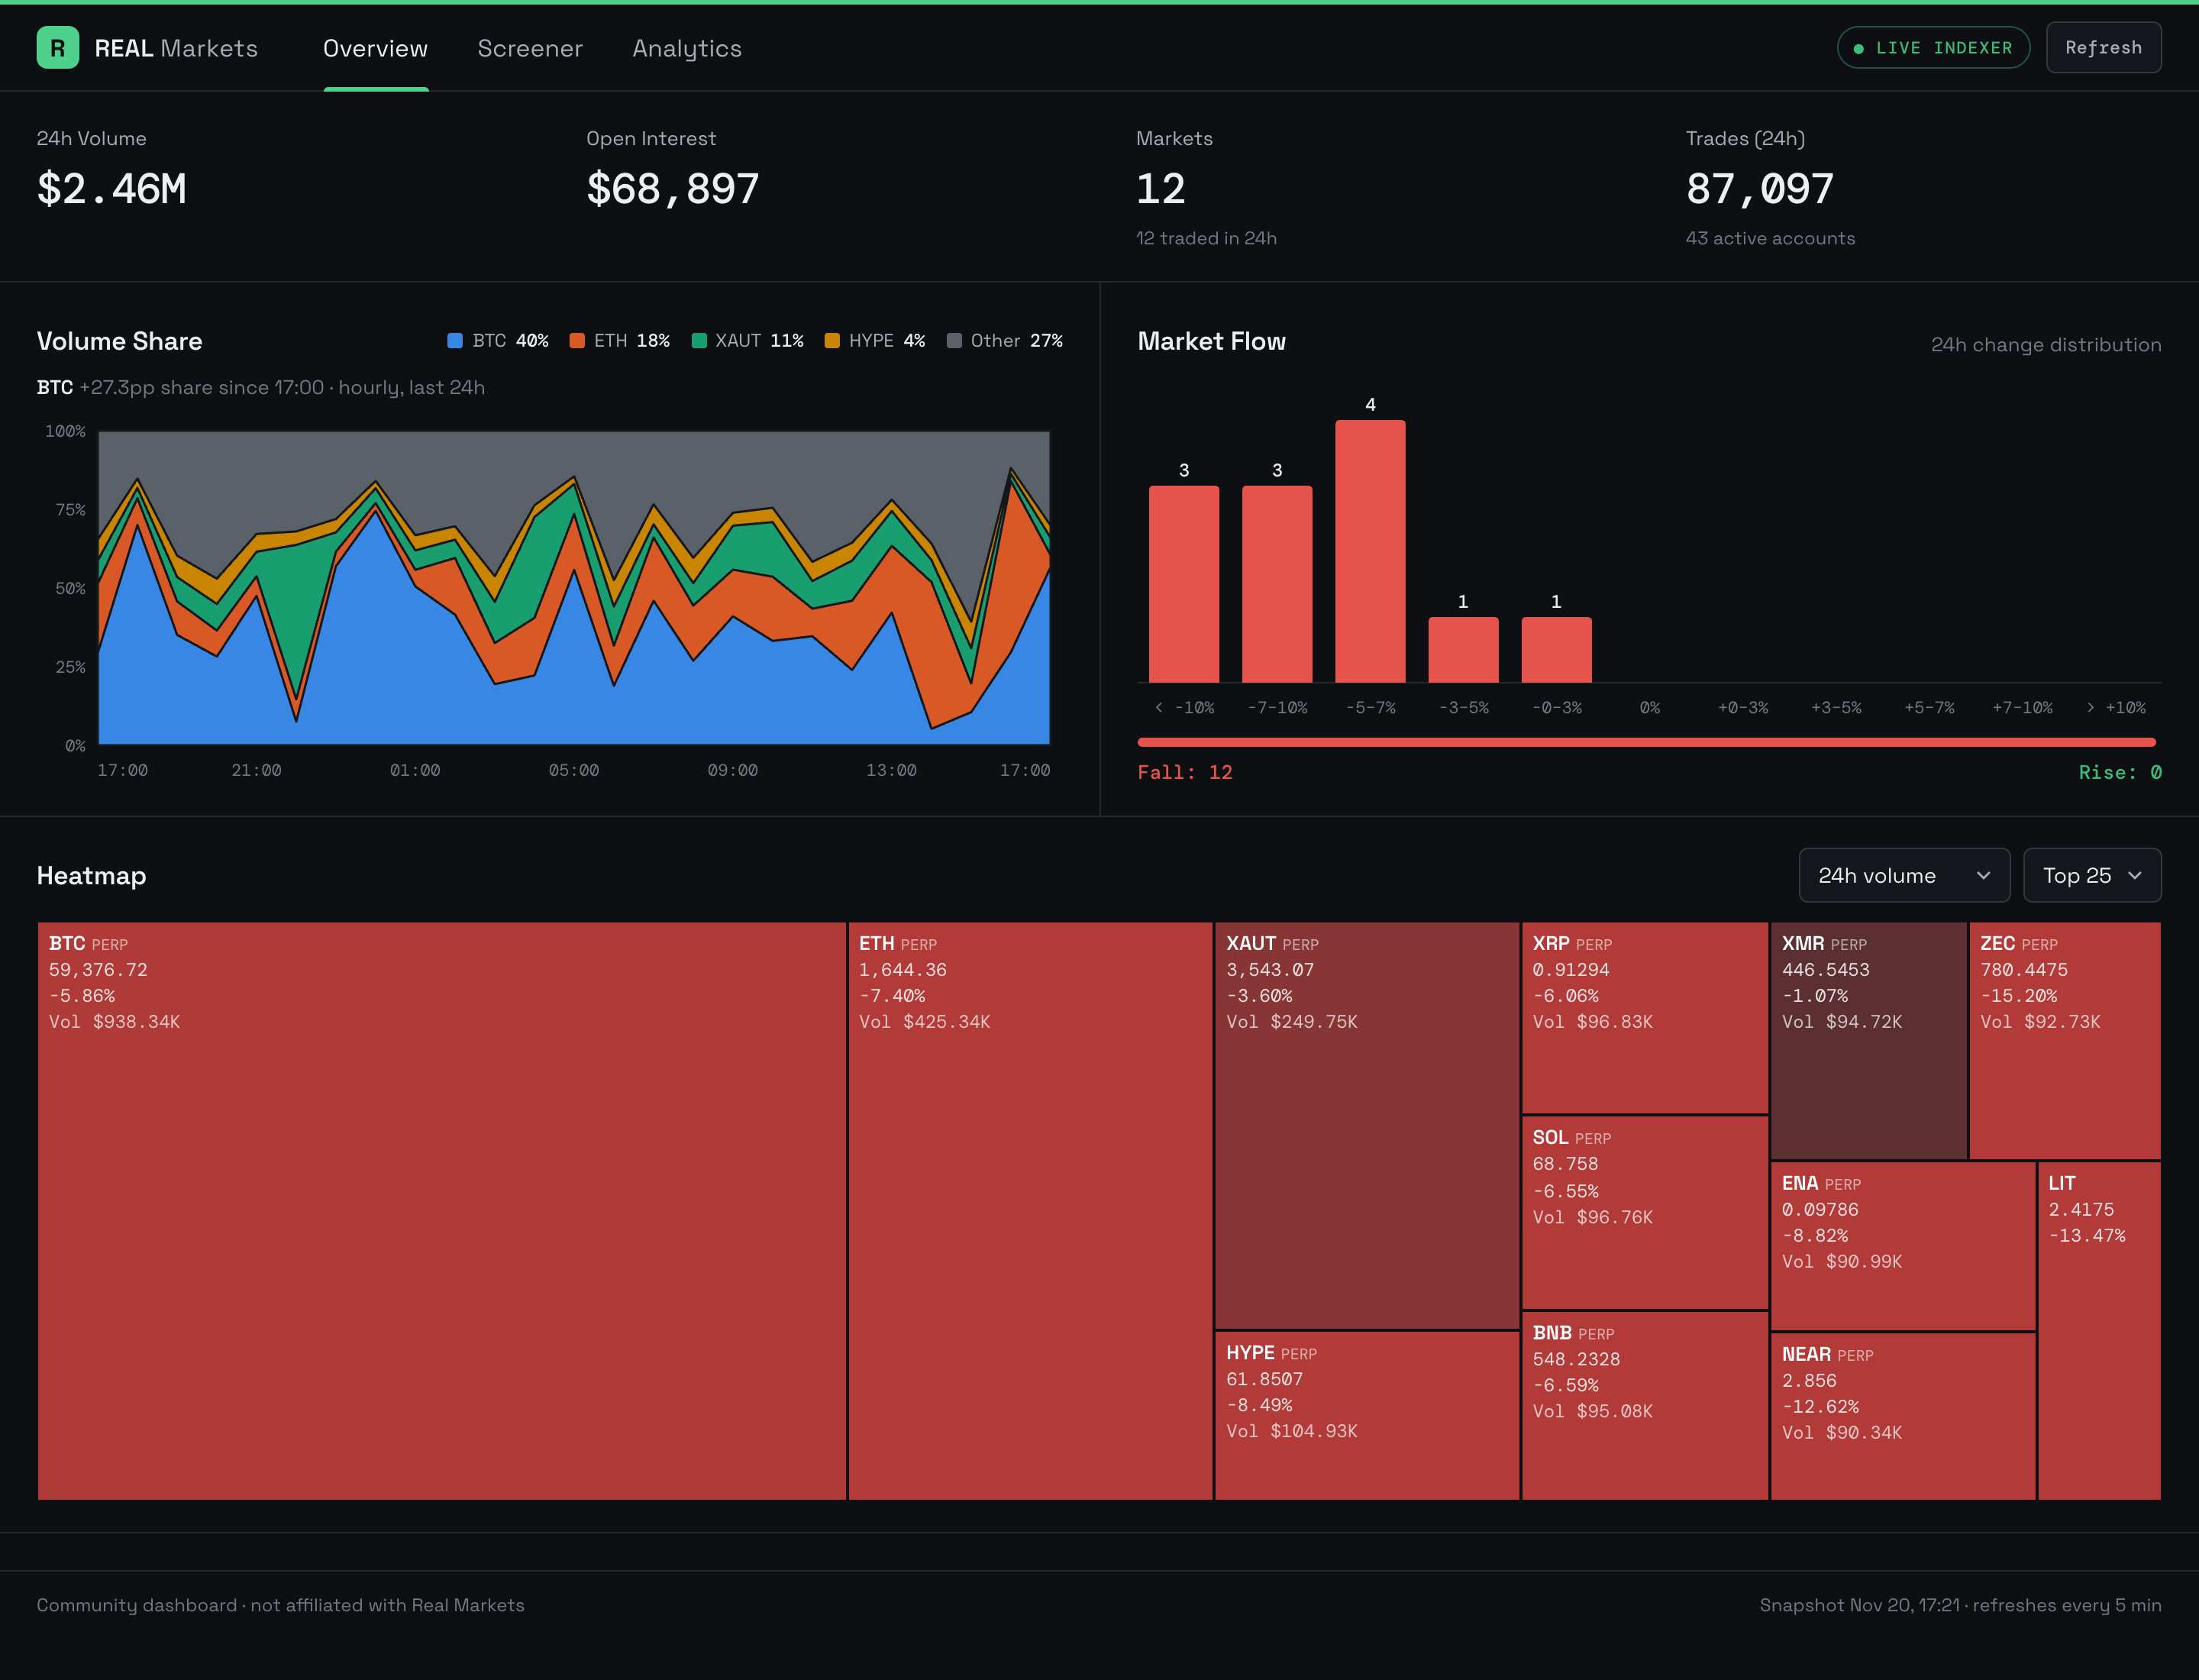 R REAL Markets Overview Screener Analytics LIVE INDEXER Refresh
24h Volume
$2.46M
Open Interest
$68,897
Markets
12
12 traded in 24h
Trades (24h)
87,097
43 active accounts
Volume Share
BTC 40% ETH 18% XAUT 11% HYPE 4% Other 27%
BTC +27.3pp share since 17:00 · hourly, last 24h
100%
75%
50%
25%
0%
17:00 21:00 01:00 05:00 09:00 13:00 17:00
Market Flow
24h change distribution
3 3 4 1 1
< -10% -7-10% -5-7% -3-5% -0-3% 0% +0-3% +3-5% +5-7% +7-10% > +10%
Fall: 12 Rise: 0
Heatmap
24h volume Top 25
BTC PERP
59,376.72
-5.86%
Vol $938.34K
ETH PERP
1,644.36
-7.40%
Vol $425.34K
XAUT PERP
3,543.07
-3.60%
Vol $249.75K
HYPE PERP
61.8507
-8.49%
Vol $104.93K
XRP PERP
0.91294
-6.06%
Vol $96.83K
SOL PERP
68.758
-6.55%
Vol $96.76K
BNB PERP
548.2328
-6.59%
Vol $95.08K
XMR PERP
446.5453
-1.07%
Vol $94.72K
ZEC PERP
780.4475
-15.20%
Vol $92.73K
ENA PERP
0.09786
-8.82%
Vol $90.99K
NEAR PERP
2.856
-12.62%
Vol $90.34K
LIT
2.4175
-13.47%
Community dashboard · not affiliated with Real Markets
Snapshot Nov 20, 17:21 · refreshes every 5 min